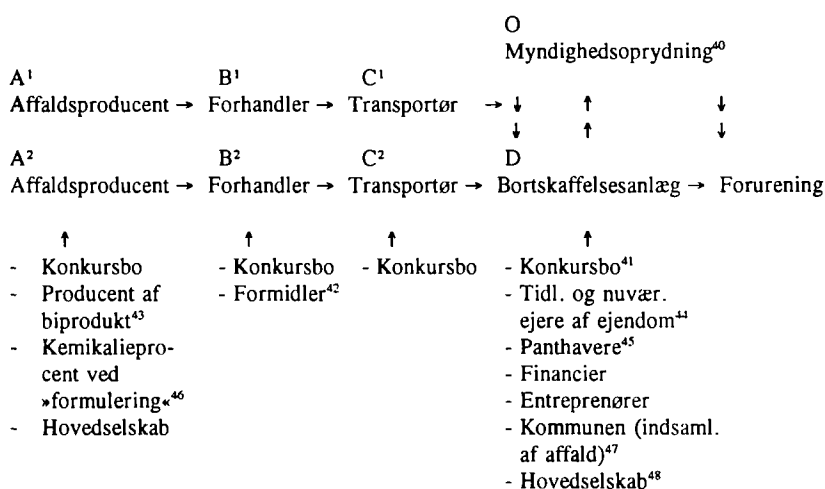 O
Myndighedsoprydning⁴⁰
A¹ B¹ C¹
Affaldsproducent → Forhandler → Transportør → ↓ ↑ ↓
↓ ↑ ↓
A² B² C² D
Affaldsproducent → Forhandler → Transportør → Bortskaffelsesanlæg → Forurening
↑ ↑ ↑ ↑
- Konkursbo - Konkursbo - Konkursbo - Konkursbo⁴¹
- Producent af - Formidler⁴² - Tidl. og nuvær.
biprodukt⁴³ ejere af ejendom⁴⁴
- Kemikaliepro- - Panthavere⁴⁵
cent ved - Financier
»formulering«⁴⁶ - Entreprenører
- Hovedselskab - Kommunen (indsaml.
af affald)⁴⁷
- Hovedselskab⁴⁸